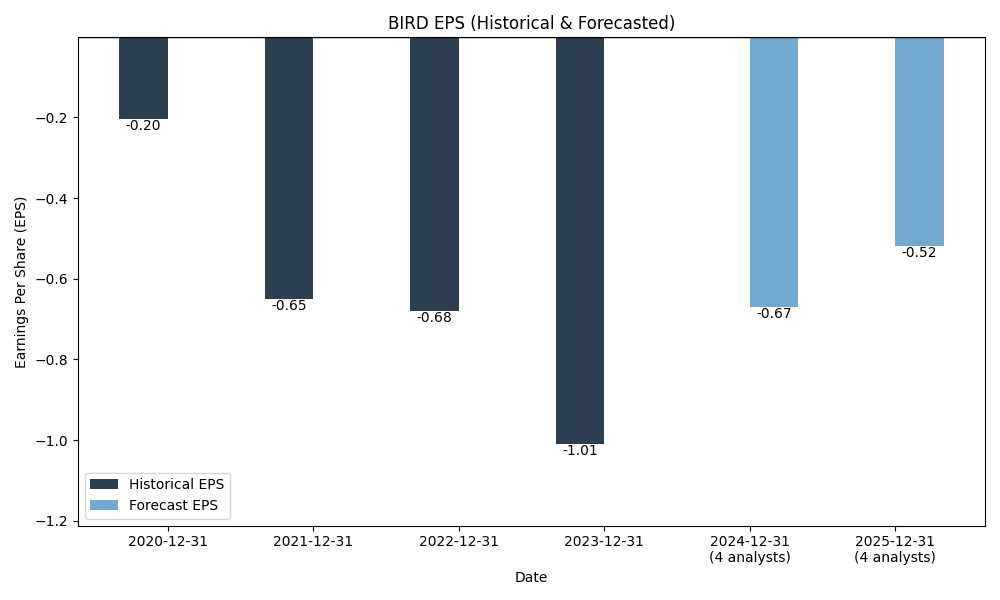 BIRD EPS (Historical & Forecasted)
Earnings Per Share (EPS)
−0.2
−0.4
−0.6
−0.8
−1.0
−1.2
-0.20
-0.65
-0.68
-1.01
-0.67
-0.52
Historical EPS
Forecast EPS
2020-12-31
2021-12-31
2022-12-31
2023-12-31
2024-12-31
(4 analysts)
2025-12-31
(4 analysts)
Date